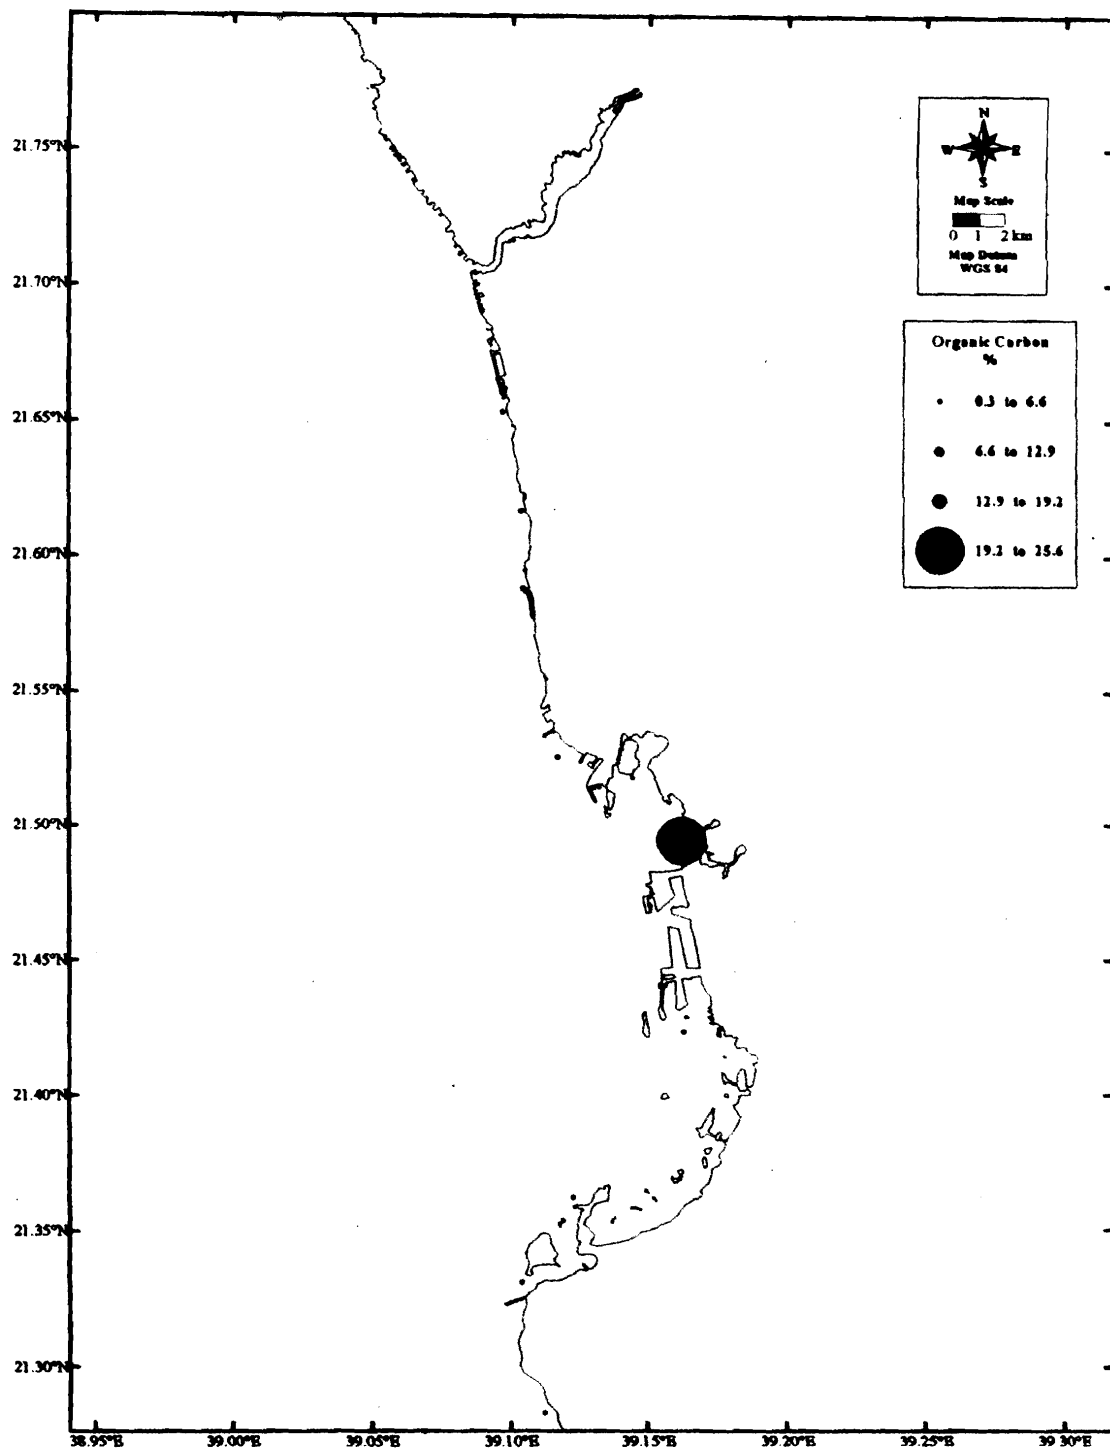 N
W E
S
Map Scale
0 1 2 km
Map Datum
WGS 84
Organic Carbon
%
0.3 to 6.6
6.6 to 12.9
12.9 to 19.2
19.2 to 25.6
21.75°N
21.70°N
21.65°N
21.60°N
21.55°N
21.50°N
21.45°N
21.40°N
21.35°N
21.30°N
38.95°E 39.00°E 39.05°E 39.10°E 39.15°E 39.20°E 39.25°E 39.30°E